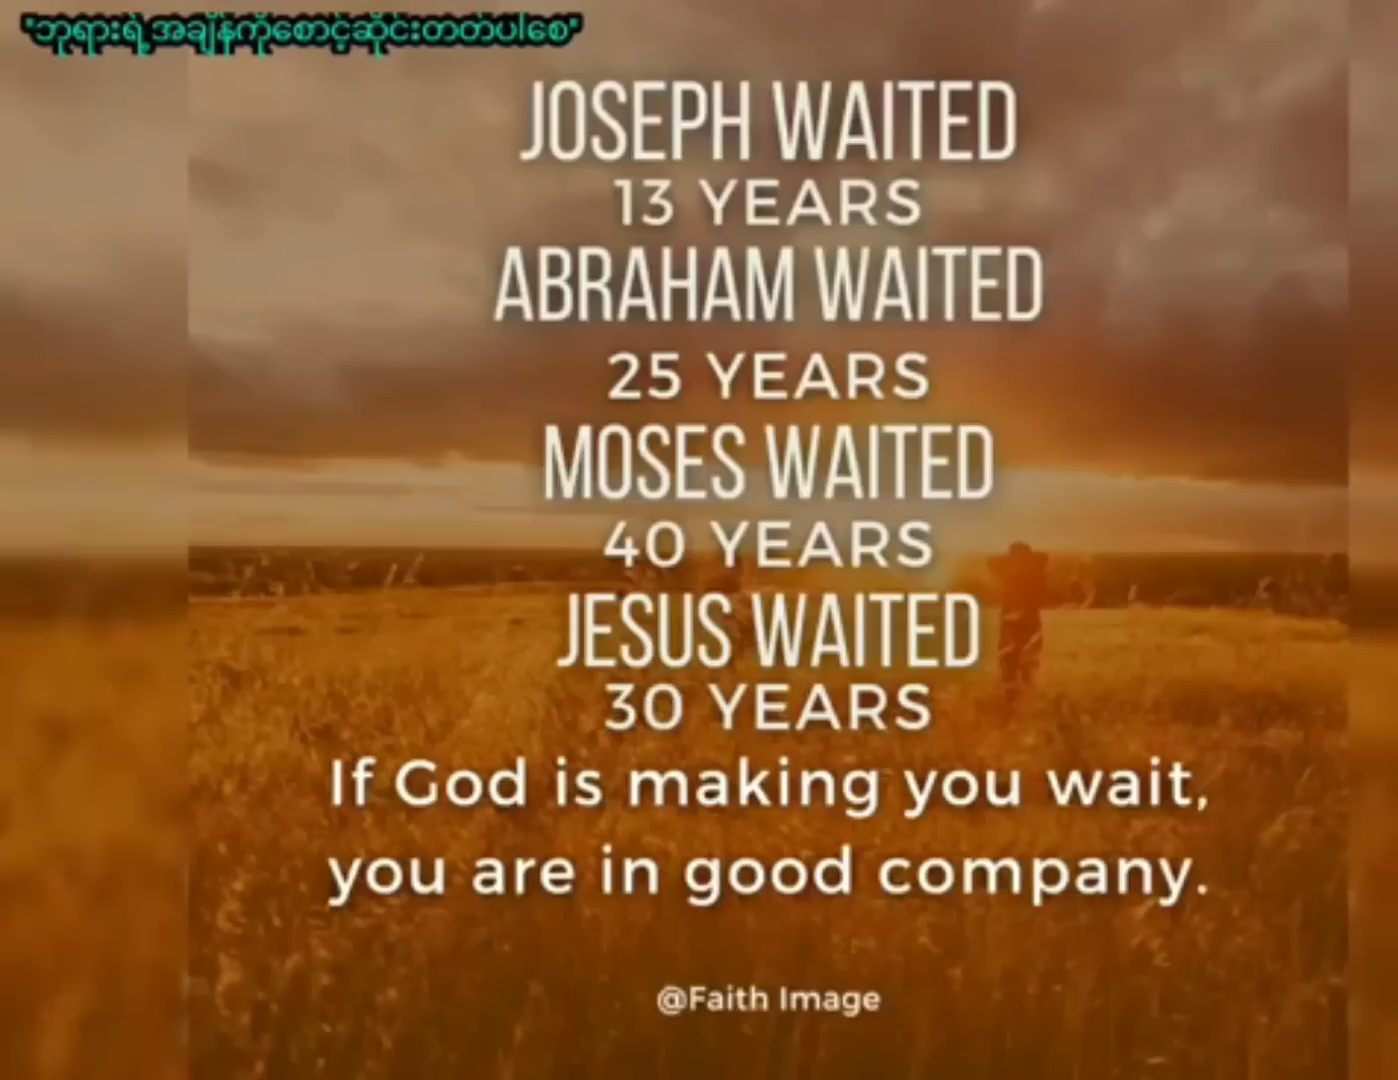 "ဘုရားရဲ့အချိန်ကိုစောင့်ဆိုင်းတတ်ပါစေ"
JOSEPH WAITED
13 YEARS
ABRAHAM WAITED
25 YEARS
MOSES WAITED
40 YEARS
JESUS WAITED
30 YEARS
If God is making you wait,
you are in good company.
@Faith Image